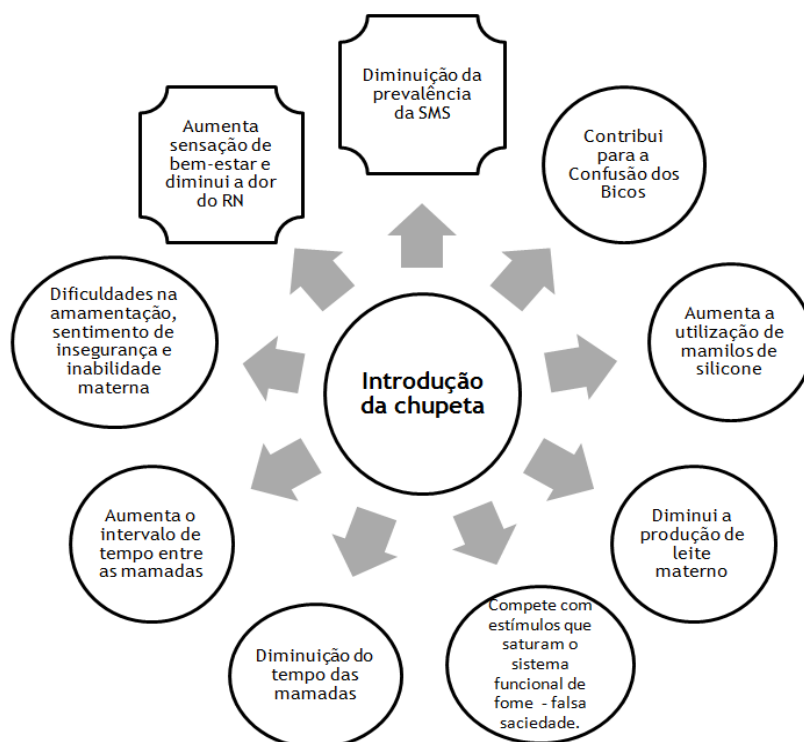 Diminuição da
prevalência
da SMS
Contribui
para a
Confusão dos
Bicos
Aumenta a
utilização de
mamilos de
silicone
Diminui a
produção de
leite
materno
Compete com
estímulos que
saturam o
sistema
funcional de
fome - falsa
saciedade.
Diminuição do
tempo das
mamadas
Aumenta o
intervalo de
tempo entre
as mamadas
Dificuldades na
amamentação,
sentimento de
insegurança e
inabilidade
materna
Aumenta
sensação de
bem-estar e
diminui a dor
do RN
Introdução
da chupeta